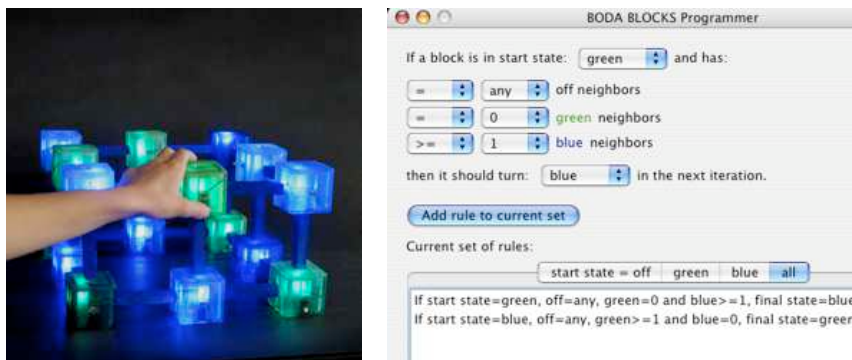 BODA BLOCKS Programmer
If a block is in start state: green and has:
= any off neighbors
= 0 green neighbors
>= 1 blue neighbors
then it should turn: blue in the next iteration.
Add rule to current set
Current set of rules:
start state = off green blue all
If start state=green, off=any, green=0 and blue>=1, final state=blue
If start state=blue, off=any, green>=1 and blue=0, final state=green